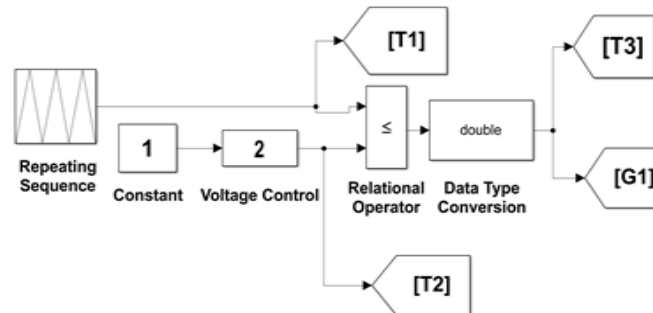 [T1]
[T3]
Repeating
Sequence
1
Constant
2
Voltage Control
≤
Relational
Operator
double
Data Type
Conversion
[G1]
[T2]